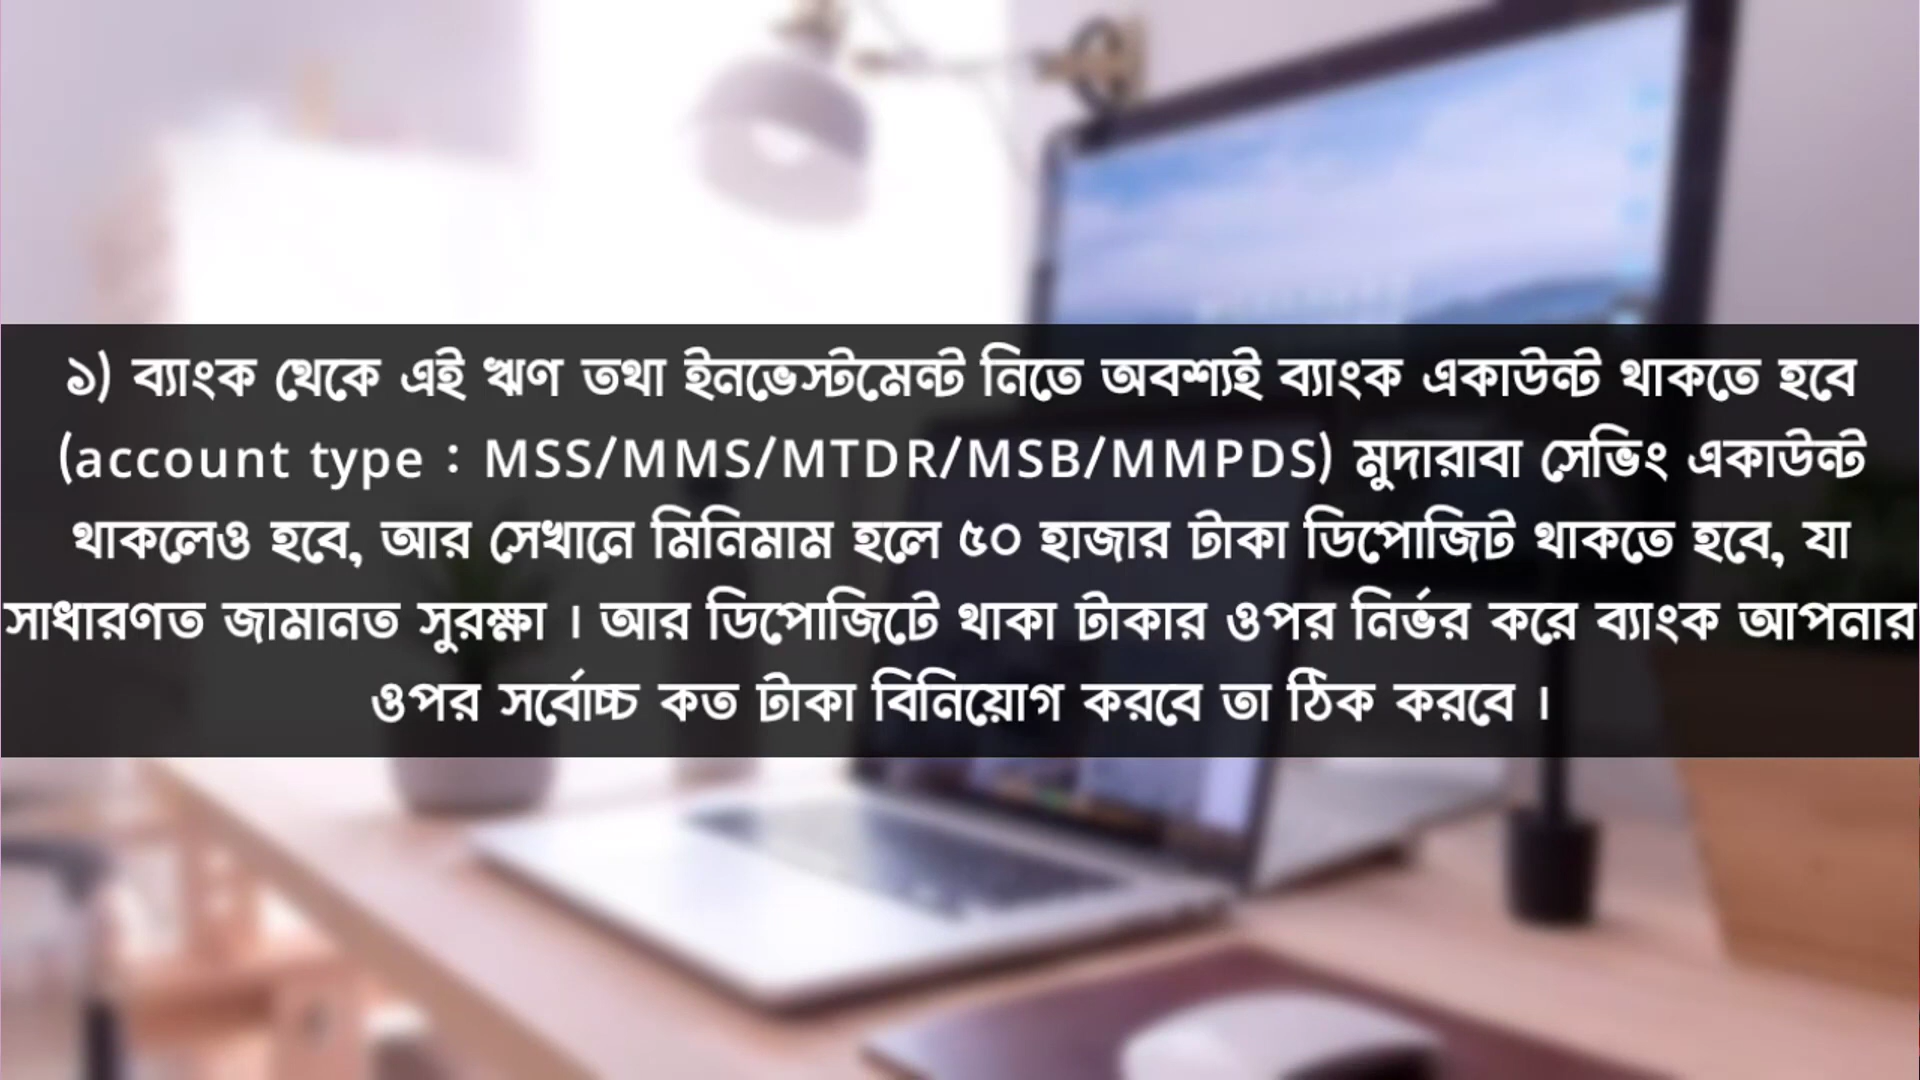 ১) ব্যাংক থেকে এই ঋণ তথা ইনভেস্টমেন্ট নিতে অবশ্যই ব্যাংক একাউন্ট থাকতে হবে
(account type : MSS/MMS/MTDR/MSB/MMPDS) মুদারাবা সেভিং একাউন্ট
থাকলেও হবে, আর সেখানে মিনিমাম হলে ৫০ হাজার টাকা ডিপোজিট থাকতে হবে, যা
সাধারণত জামানত সুরক্ষা । আর ডিপোজিটে থাকা টাকার ওপর নির্ভর করে ব্যাংক আপনার
ওপর সর্বোচ্চ কত টাকা বিনিয়োগ করবে তা ঠিক করবে ।